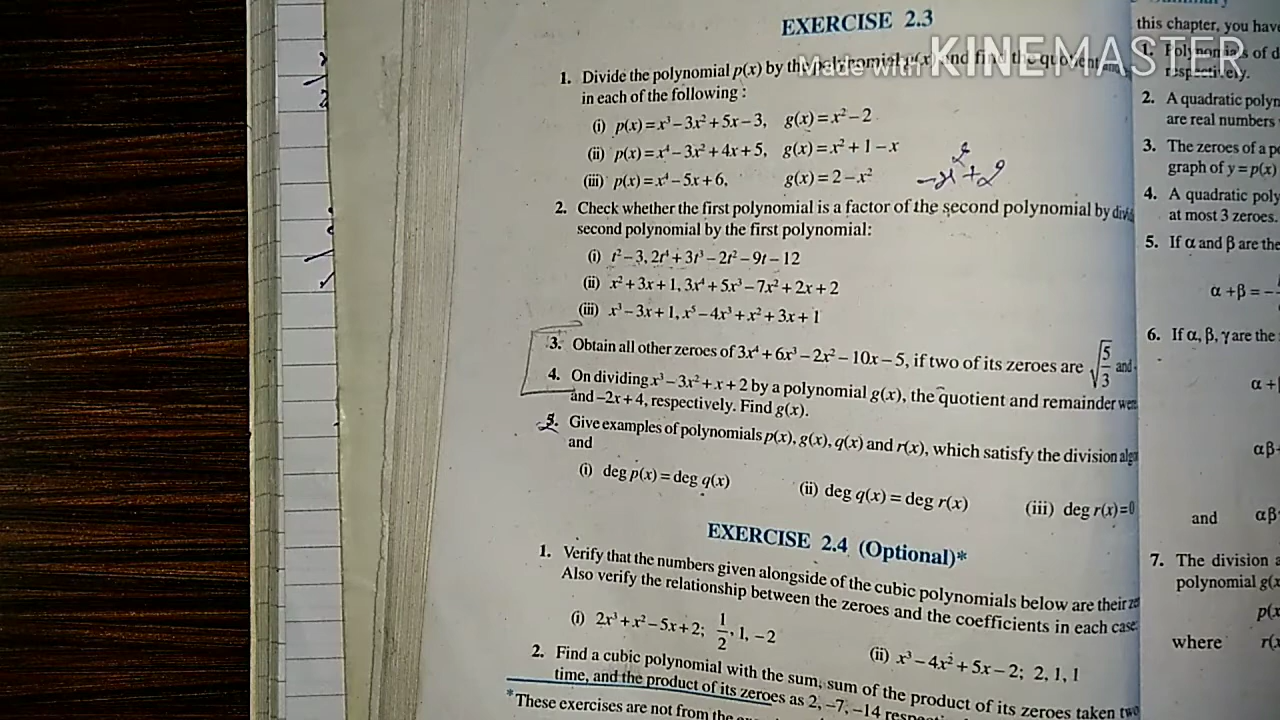 EXERCISE 2.3
Made with KINEMASTER
1. Divide the polynomial p(x) by the polynomial g(x) and find the quotient and
in each of the following :
(i) p(x) = x³ – 3x² + 5x – 3, g(x) = x² – 2
(ii) p(x) = x⁴ – 3x² + 4x + 5, g(x) = x² + 1 – x
(iii) p(x) = x⁴ – 5x + 6, g(x) = 2 – x²
–x² + 2
2. Check whether the first polynomial is a factor of the second polynomial by
second polynomial by the first polynomial:
(i) t² – 3, 2t⁴ + 3t³ – 2t² – 9t – 12
(ii) x² + 3x + 1, 3x⁴ + 5x³ – 7x² + 2x + 2
(iii) x³ – 3x + 1, x⁵ – 4x³ + x² + 3x + 1
3. Obtain all other zeroes of 3x⁴ + 6x³ – 2x² – 10x – 5, if two of its zeroes are √(5/3) and
4. On dividing x³ – 3x² + x + 2 by a polynomial g(x), the quotient and remainder
and –2x + 4, respectively. Find g(x).
5. Give examples of polynomials p(x), g(x), q(x) and r(x), which satisfy the division
and
(i) deg p(x) = deg q(x) (ii) deg q(x) = deg r(x) (iii) deg r(x) = 0
EXERCISE 2.4 (Optional)*
1. Verify that the numbers given alongside of the cubic polynomials below are their
Also verify the relationship between the zeroes and the coefficients in each case:
(i) 2x³ + x² – 5x + 2; 1/2, 1, –2 (ii) x³ – 4x² + 5x – 2; 2, 1, 1
2. Find a cubic polynomial with the sum, sum of the product of its zeroes taken two
time, and the product of its zeroes as 2, –7, –14
*These exercises are not from the
this chapter, you have
1. Polynomials of
respectively.
2. A quadratic
are real numbers
3. The zeroes of a
graph of y = p(x)
4. A quadratic
at most 3 zeroes.
5. If α and β are the
α + β = –
6. If α, β, γ are the
α +
αβ
and αβ
7. The division
polynomial
where